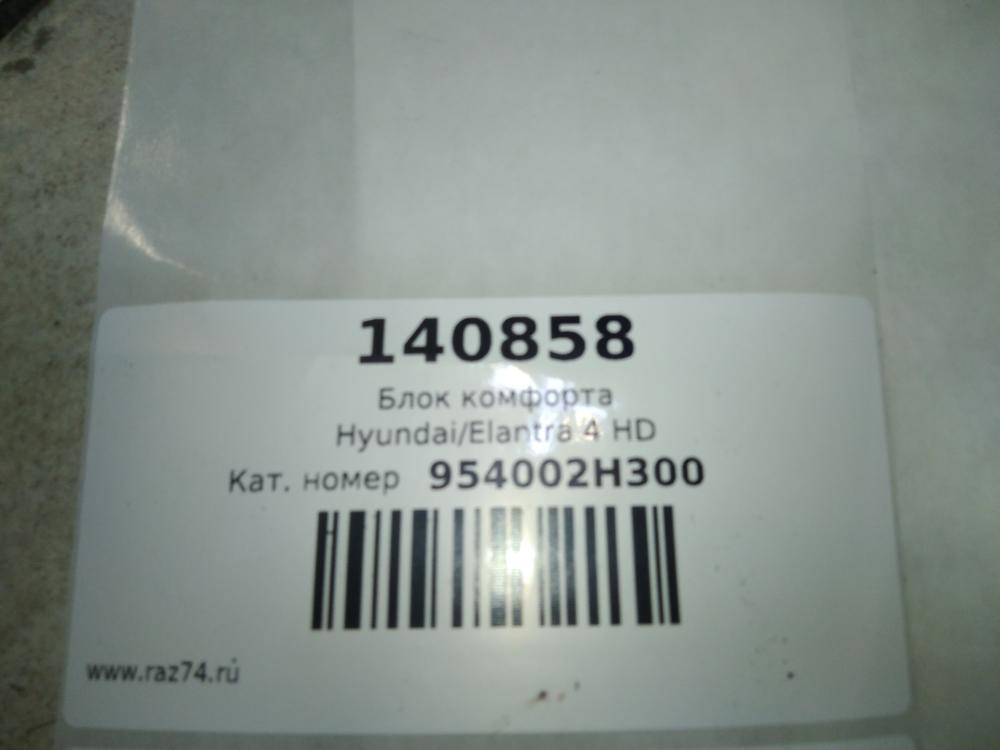 140858
Блок комфорта
Hyundai/Elantra 4 HD
Кат. номер 954002H300
www.raz74.ru